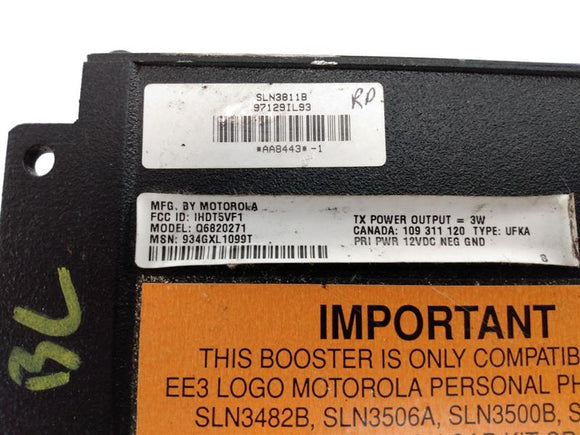 SLN3811B
97129IL93
RD
*AA8443*-1
MFG. BY MOTOROLA
FCC ID: IHDT5VF1
MODEL: Q6820271
MSN: 934GXL1099T
TX POWER OUTPUT = 3W
CANADA: 109 311 120 TYPE: UFKA
PRI PWR 12VDC NEG GND
8
BL
IMPORTANT
THIS BOOSTER IS ONLY COMPATIB
EE3 LOGO MOTOROLA PERSONAL PH
SLN3482B, SLN3506A, SLN3500B, S